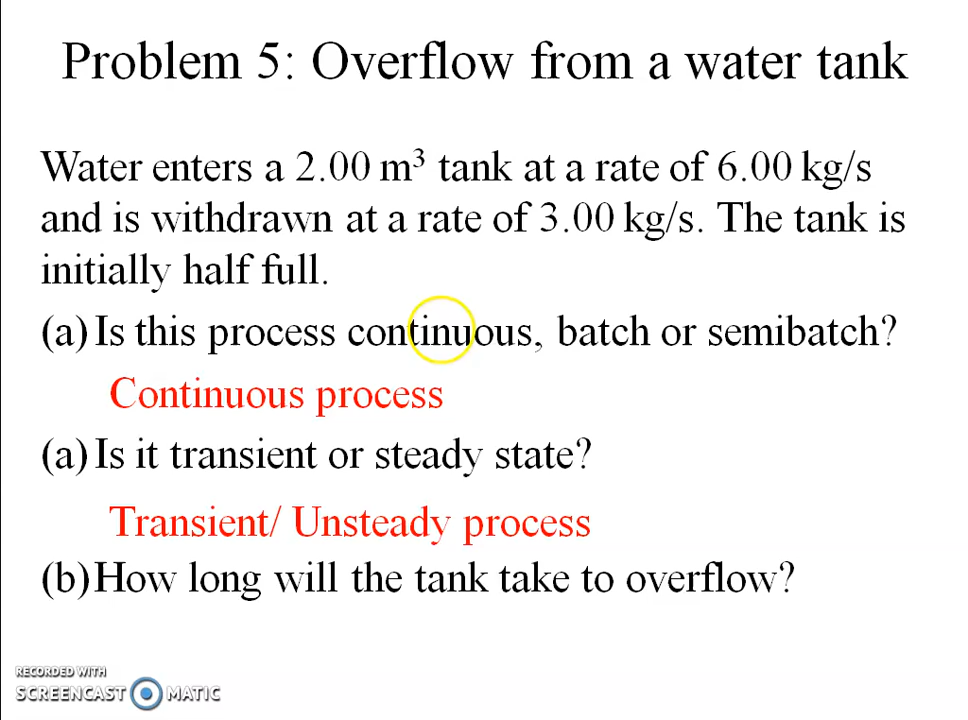 Problem 5: Overflow from a water tank
Water enters a 2.00 m³ tank at a rate of 6.00 kg/s
and is withdrawn at a rate of 3.00 kg/s. The tank is
initially half full.
(a) Is this process continuous, batch or semibatch?
Continuous process
(a) Is it transient or steady state?
Transient/ Unsteady process
(b) How long will the tank take to overflow?
RECORDED WITH
SCREENCAST MATIC